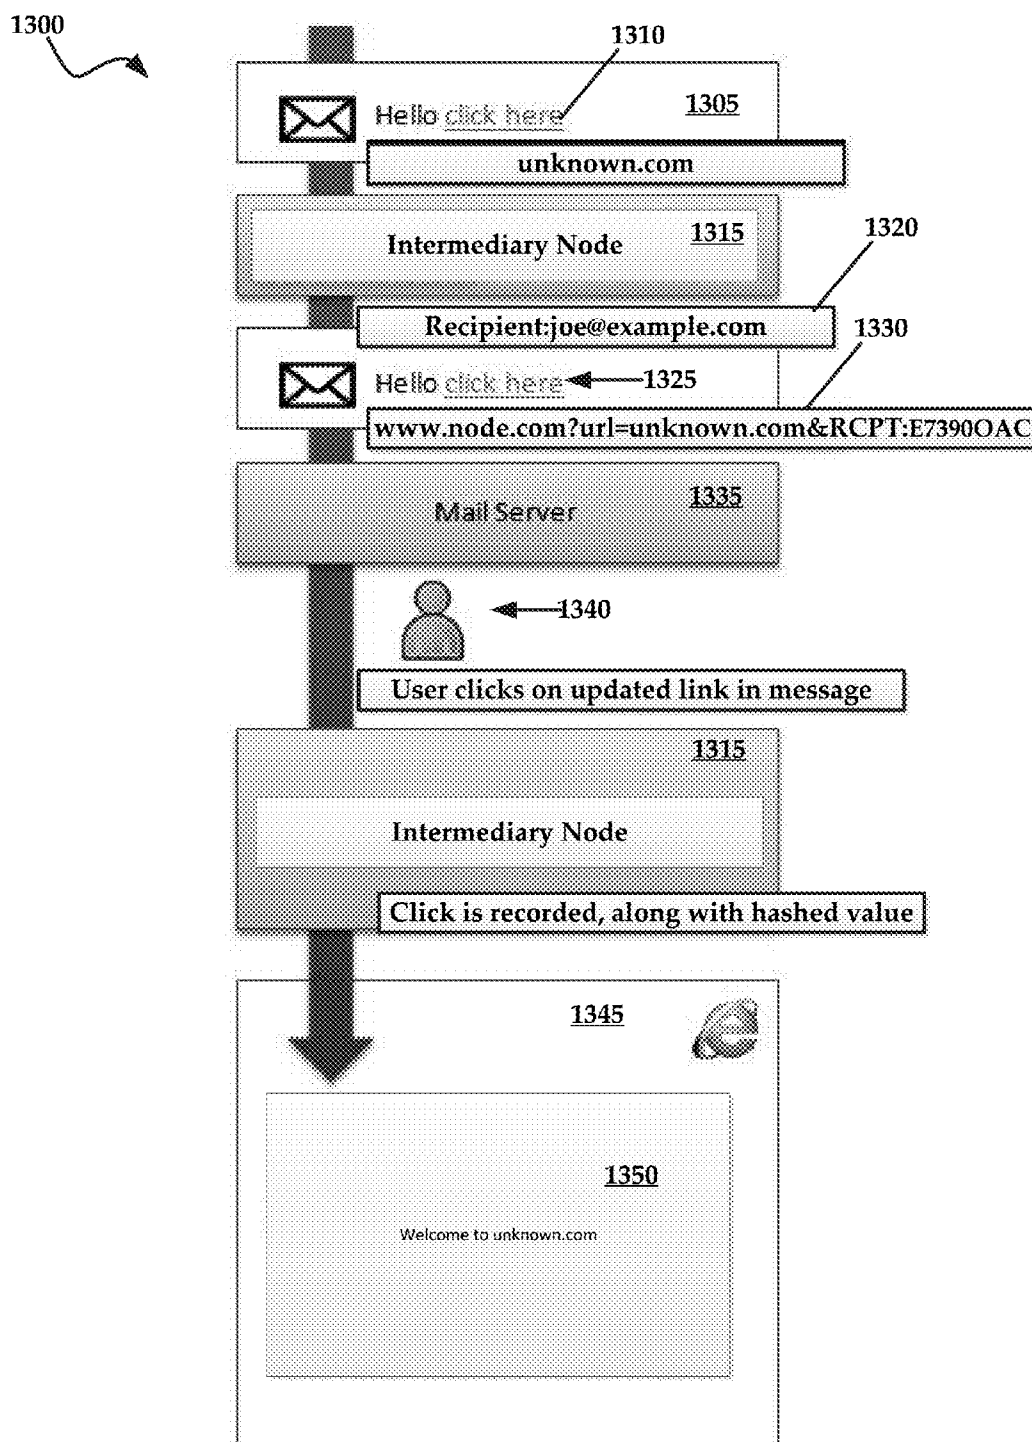 1300
1310
Hello click here
1305
unknown.com
Intermediary Node
1315
1320
Recipient:joe@example.com
1330
Hello click here
1325
www.node.com?url=unknown.com&RCPT:E7390OAC
Mail Server
1335
1340
User clicks on updated link in message
1315
Intermediary Node
Click is recorded, along with hashed value
1345
1350
Welcome to unknown.com